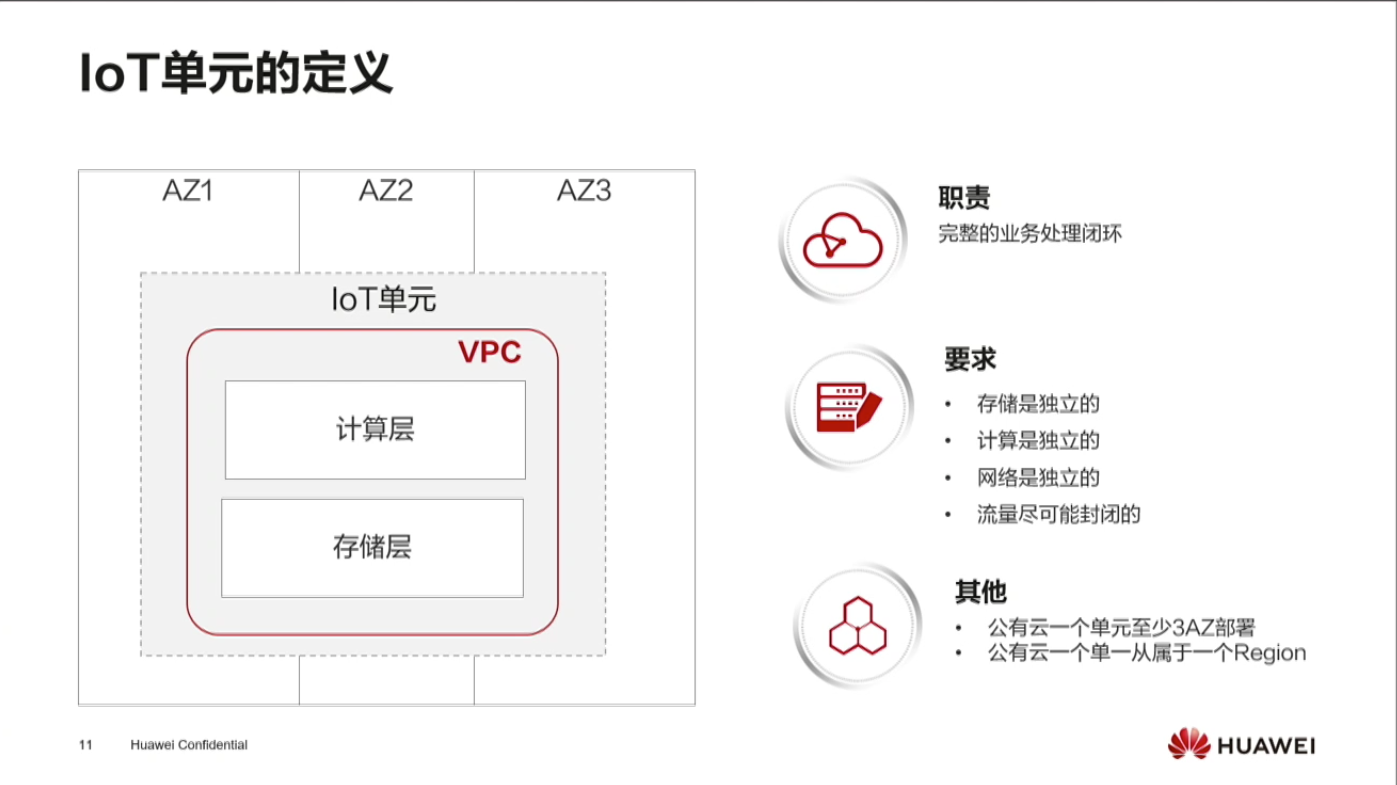 IoT单元的定义
AZ1
AZ2
AZ3
IoT单元
VPC
计算层
存储层
职责
完整的业务处理闭环
要求
• 存储是独立的
• 计算是独立的
• 网络是独立的
• 流量尽可能封闭的
其他
• 公有云一个单元至少3AZ部署
• 公有云一个单一从属于一个Region
11
Huawei Confidential
HUAWEI